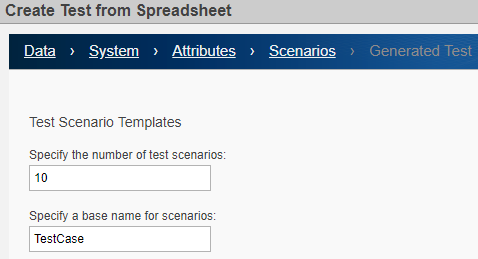 Create Test from Spreadsheet
Data › System › Attributes › Scenarios › Generated Test
Test Scenario Templates
Specify the number of test scenarios:
10
Specify a base name for scenarios:
TestCase